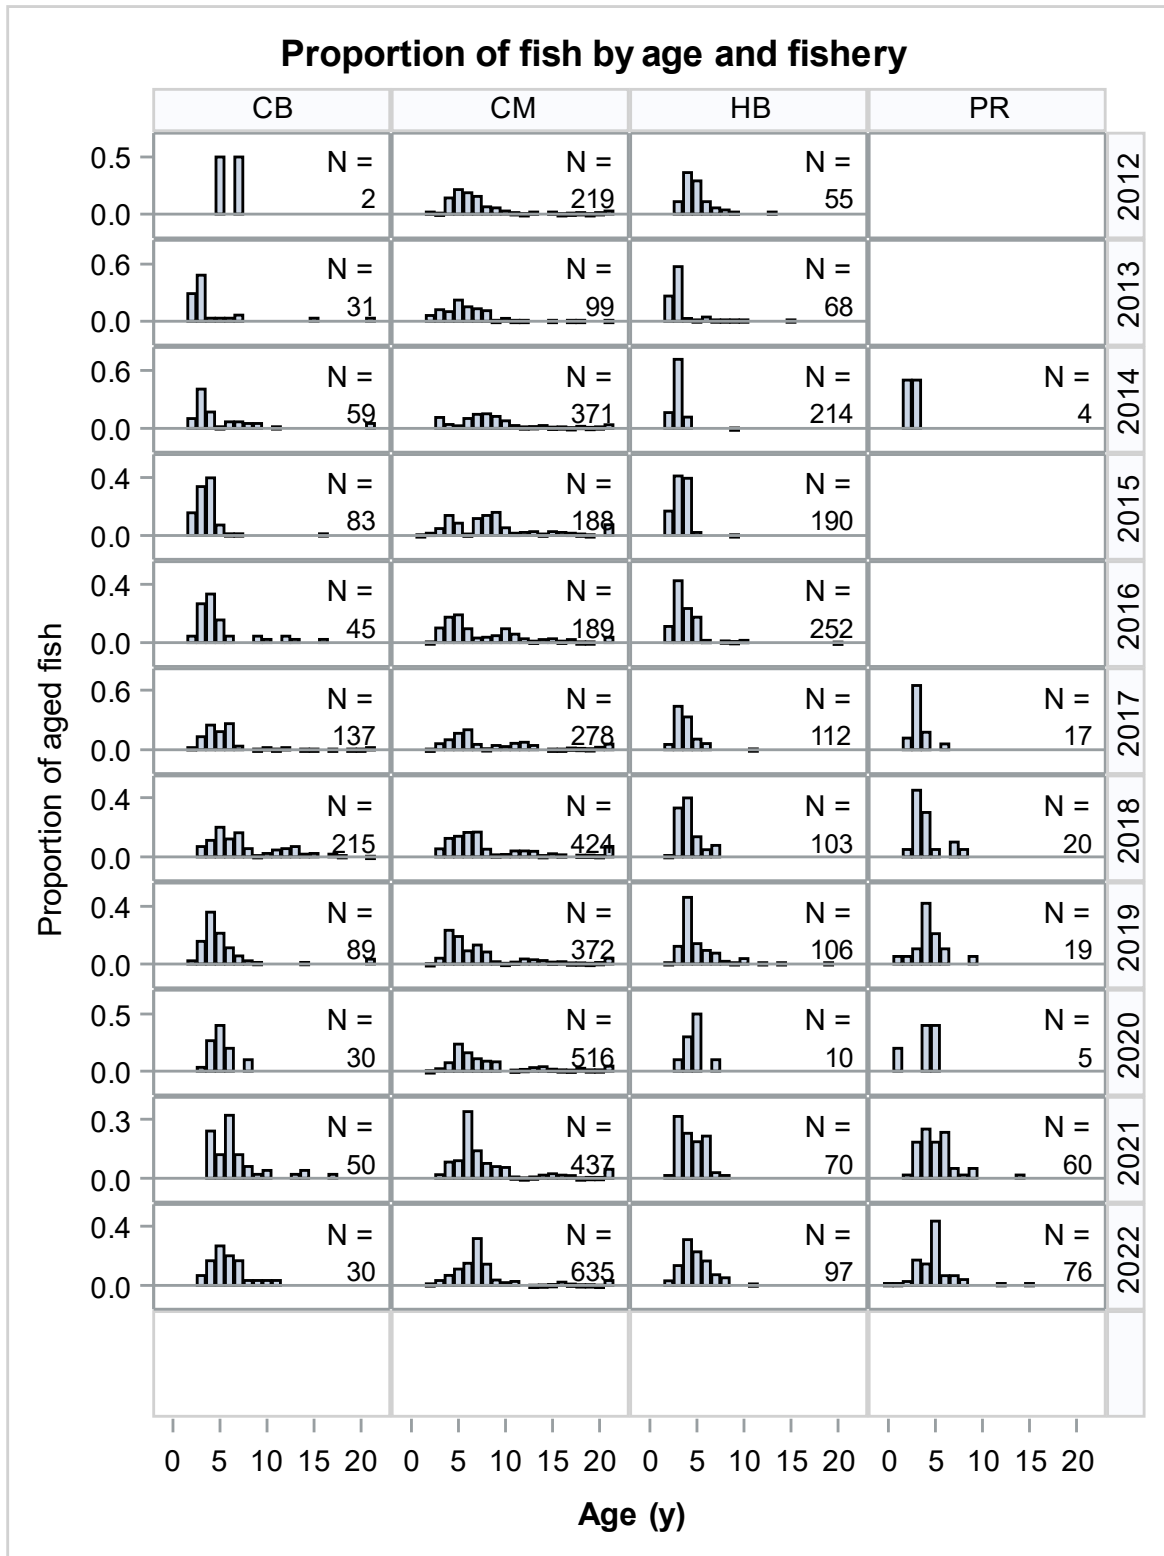 Proportion of fish by age and fishery
CB CM HB PR
0.5 N = N = N = 2012
0.0 2 219 55
0.6 N = N = N = 2013
0.0 31 99 68
0.6 N = N = N = N = 2014
0.0 59 371 214 4
0.4 N = N = N = 2015
0.0 83 188 190
0.4 N = N = N = 2016
0.0 45 189 252
Proportion of aged fish
0.6 N = N = N = N = 2017
0.0 137 278 112 17
0.4 N = N = N = N = 2018
0.0 215 424 103 20
0.4 N = N = N = N = 2019
0.0 89 372 106 19
0.5 N = N = N = N = 2020
0.0 30 516 10 5
0.3 N = N = N = N = 2021
0.0 50 437 70 60
0.4 N = N = N = N = 2022
0.0 30 635 97 76
0 5 10 15 20 0 5 10 15 20 0 5 10 15 20 0 5 10 15 20
Age (y)